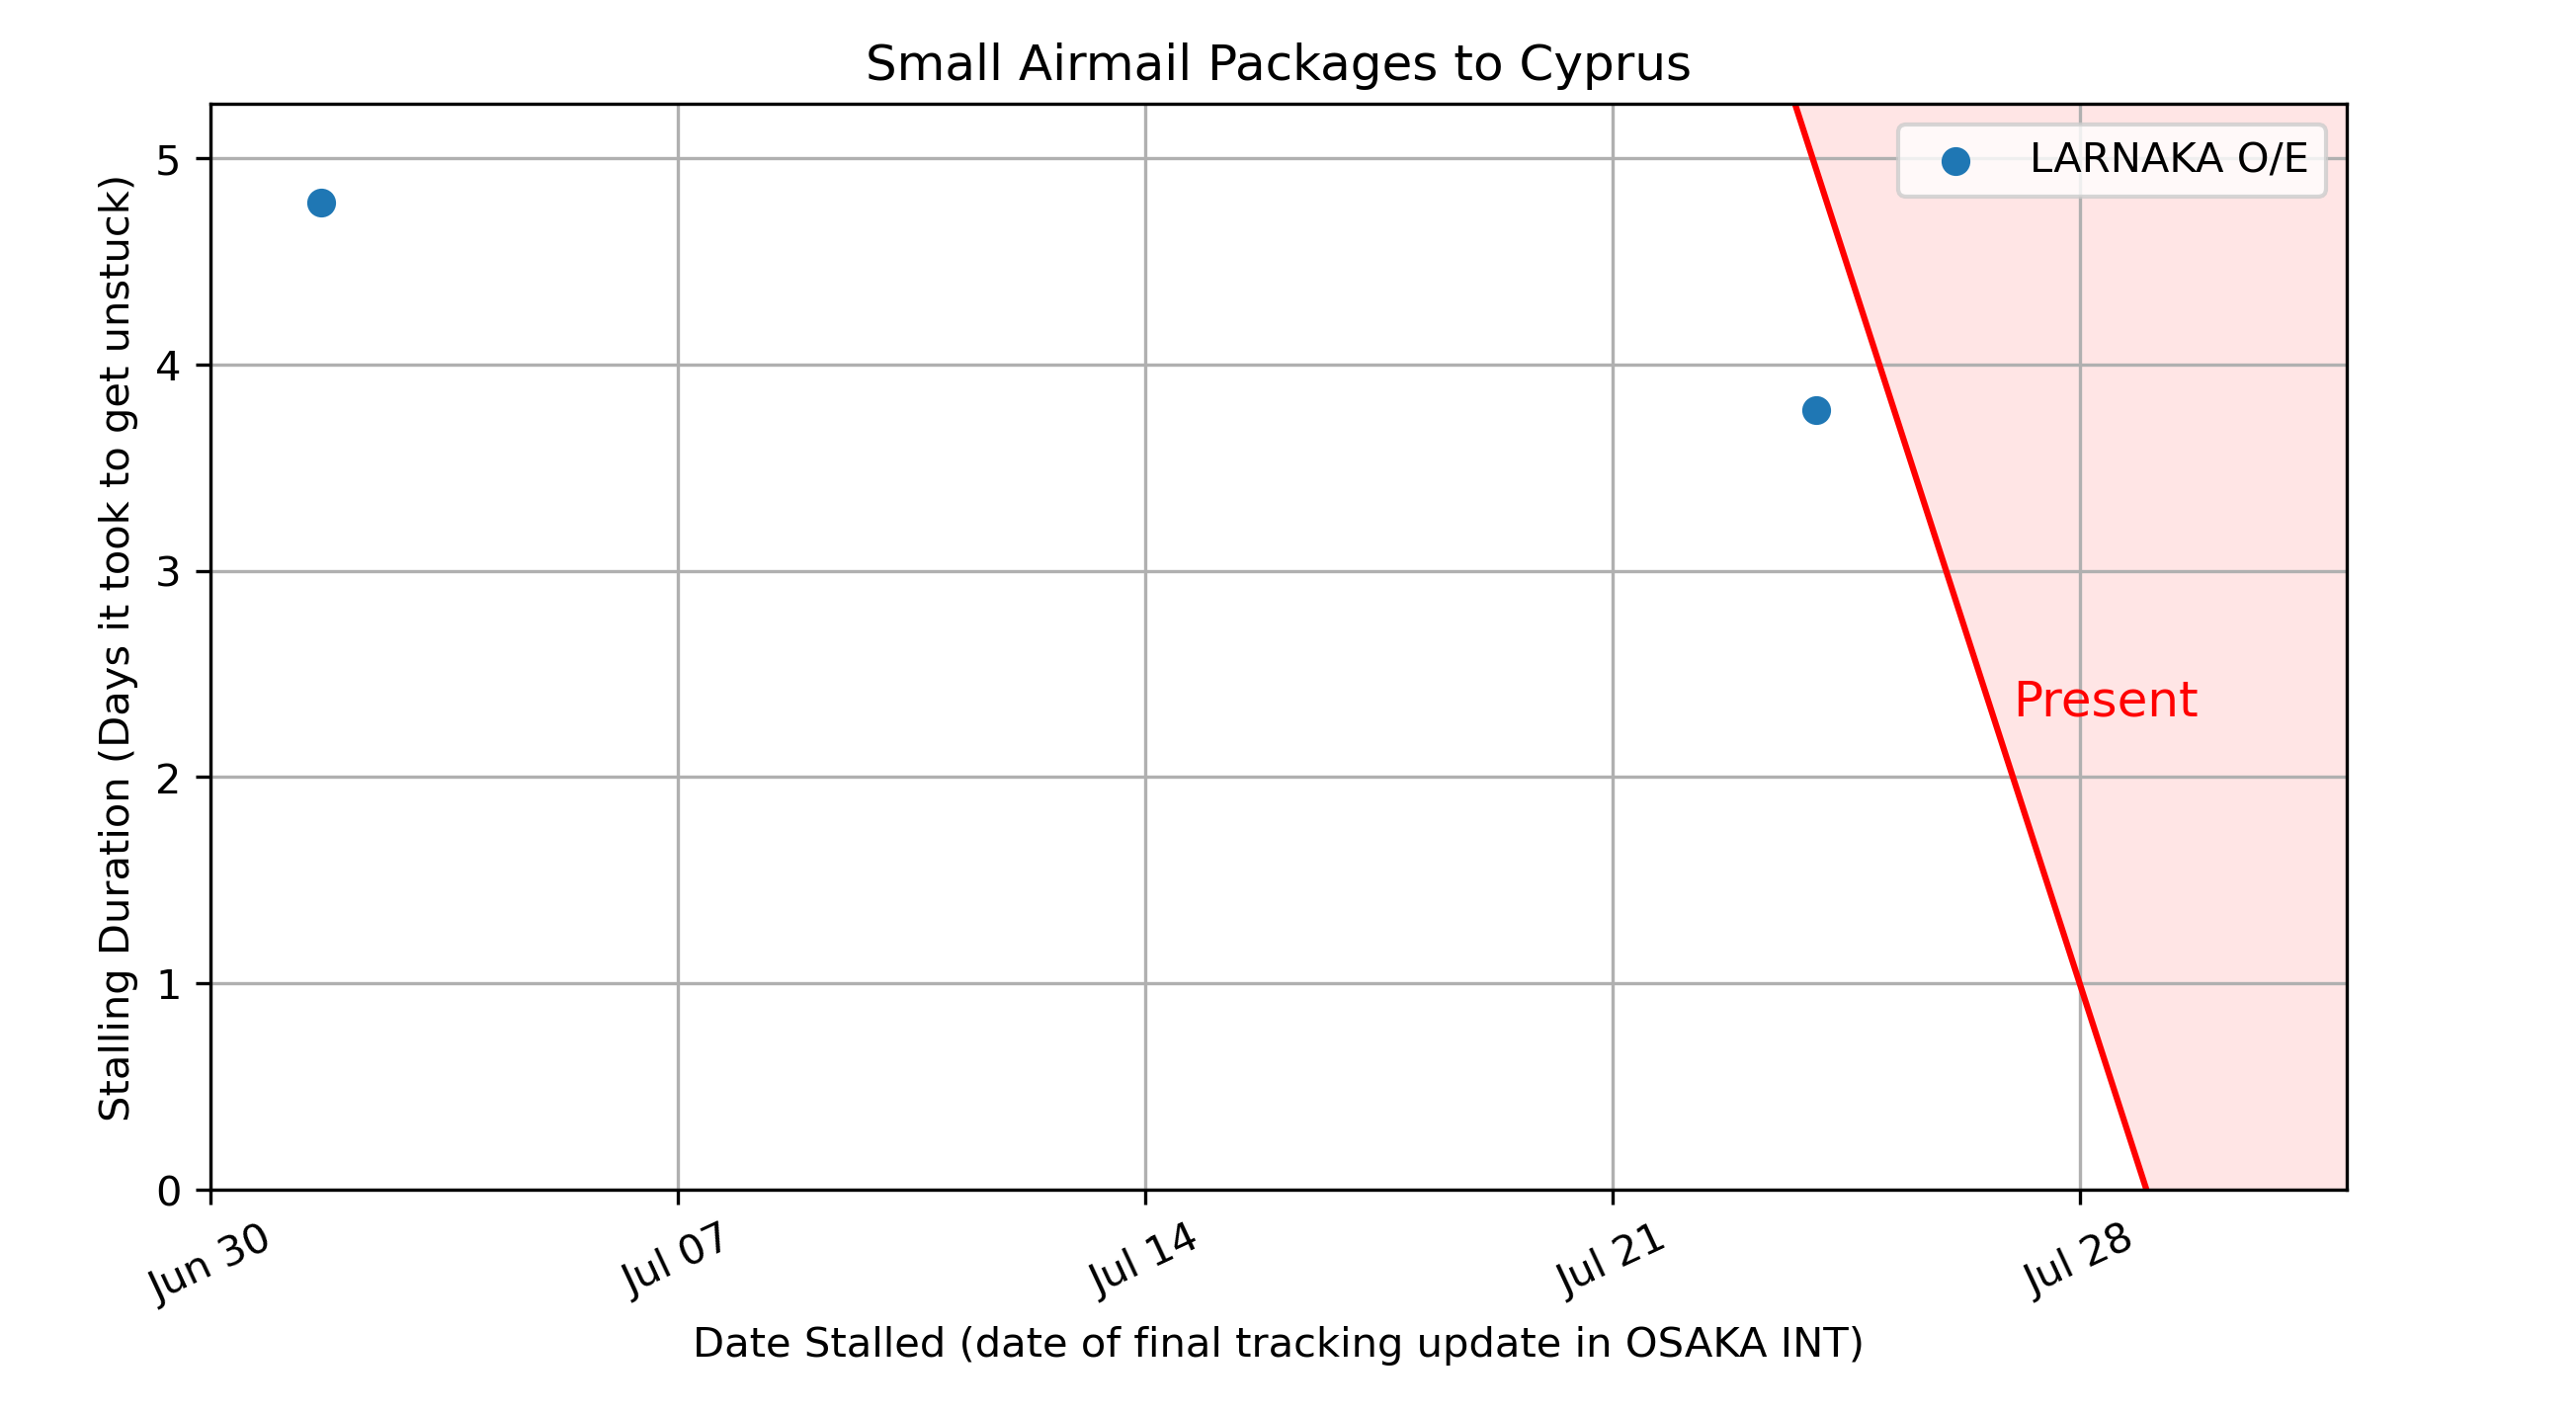 Small Airmail Packages to Cyprus
LARNAKA O/E
Stalling Duration (Days it took to get unstuck)
5
4
3
2
1
0
Present
Jun 30
Jul 07
Jul 14
Jul 21
Jul 28
Date Stalled (date of final tracking update in OSAKA INT)